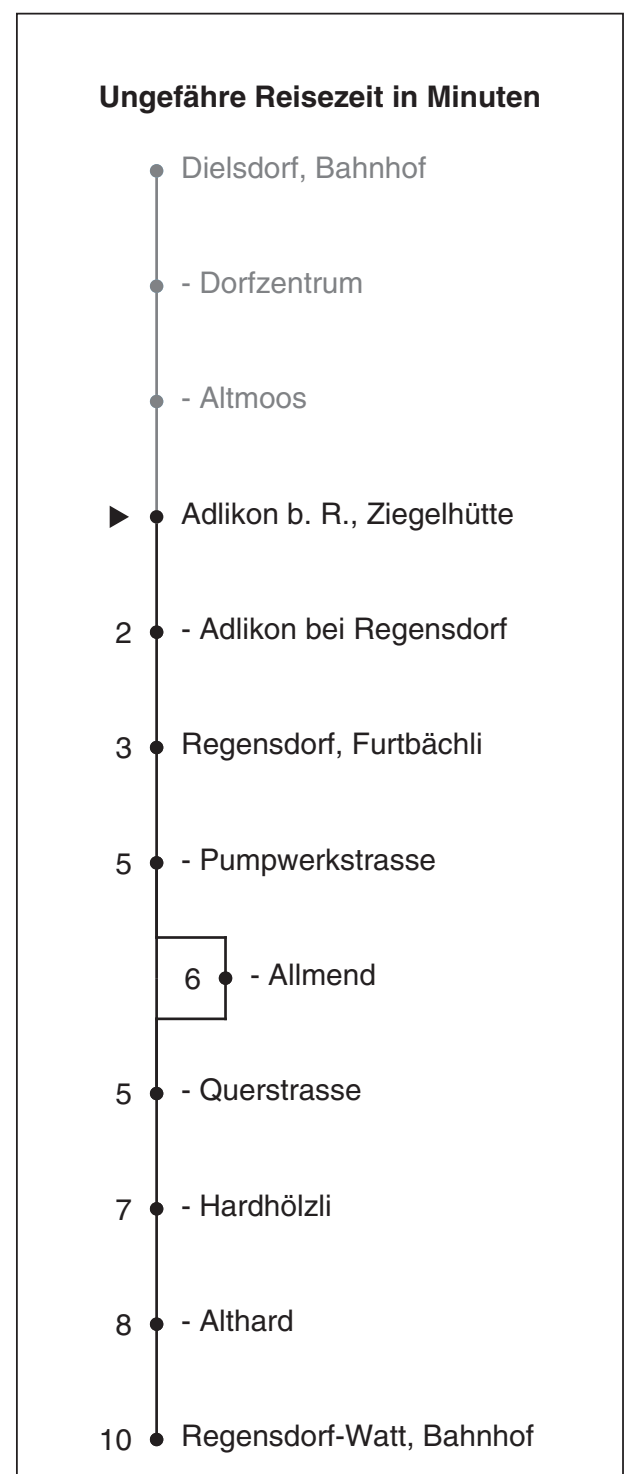 Ungefähre Reisezeit in Minuten
Dielsdorf, Bahnhof
- Dorfzentrum
- Altmoos
Adlikon b. R., Ziegelhütte
2 - Adlikon bei Regensdorf
3 Regensdorf, Furtbächli
5 - Pumpwerkstrasse
6 - Allmend
5 - Querstrasse
7 - Hardhölzli
8 - Althard
10 Regensdorf-Watt, Bahnhof